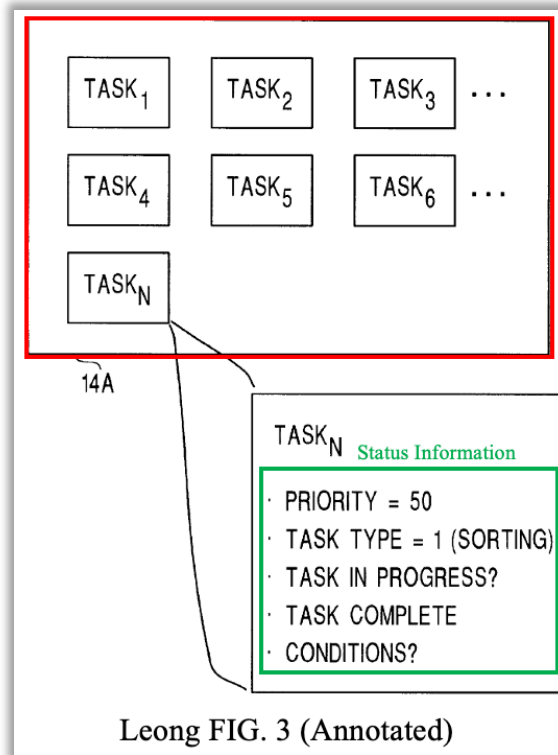 TASK1 TASK2 TASK3 ...
TASK4 TASK5 TASK6 ...
TASKN
14A
TASKN Status Information
· PRIORITY = 50
· TASK TYPE = 1 (SORTING)
· TASK IN PROGRESS?
· TASK COMPLETE
· CONDITIONS?
Leong FIG. 3 (Annotated)